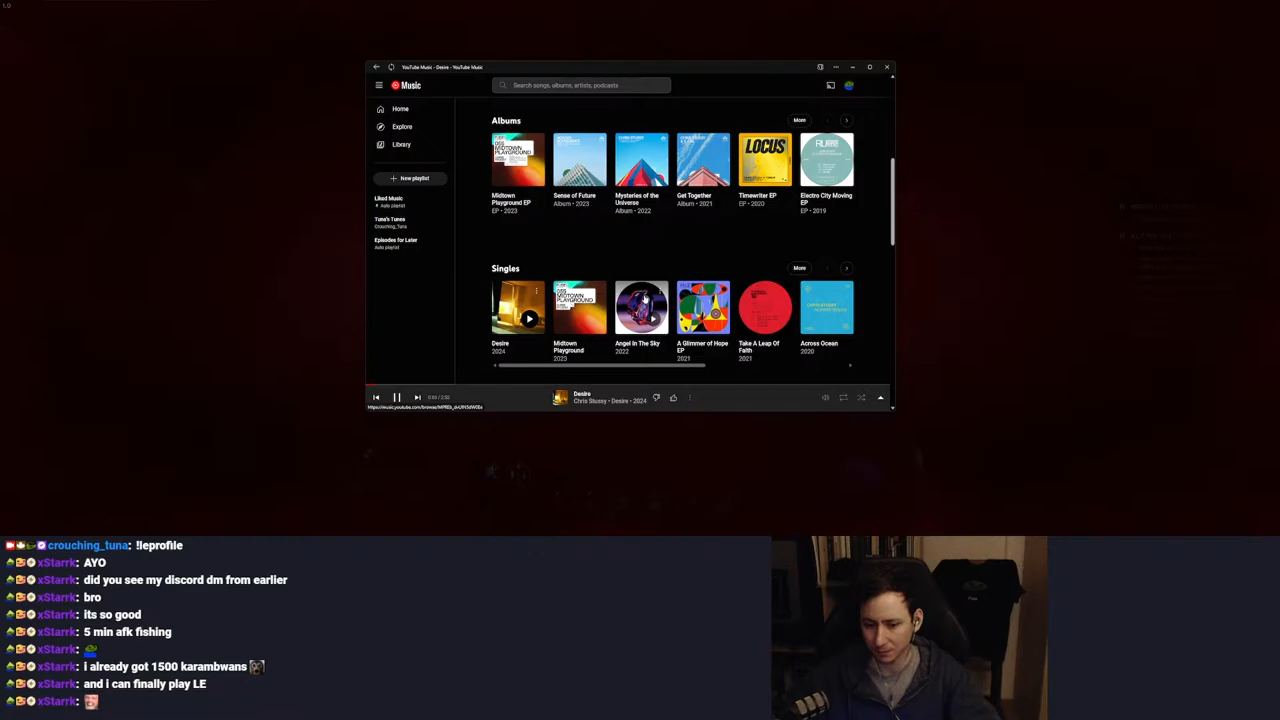 1.0
YouTube Music - Desire - YouTube Music
Music
Search songs, albums, artists, podcasts
Home
Explore
Library
New playlist
Liked Music
Auto playlist
Tuna's Tunes
Crouching_Tuna
Episodes for Later
Auto playlist
Albums
More
Midtown Playground EP
EP • 2023
Sense of Future
Album • 2023
Mysteries of the Universe
Album • 2022
Get Together
Album • 2021
LOCUS
Timewriter EP
EP • 2020
Electro City Moving EP
EP • 2019
Singles
More
Desire
2024
Midtown Playground
2023
Angel In The Sky
2022
A Glimmer of Hope EP
2021
Take A Leap Of Faith
2021
Across Ocean
2020
Desire
Chris Stussy • Desire • 2024
crouching_tuna: !leprofile
xStarrk: AYO
xStarrk: did you see my discord dm from earlier
xStarrk: bro
xStarrk: its so good
xStarrk: 5 min afk fishing
xStarrk:
xStarrk: i already got 1500 karambwans
xStarrk: and i can finally play LE
xStarrk: